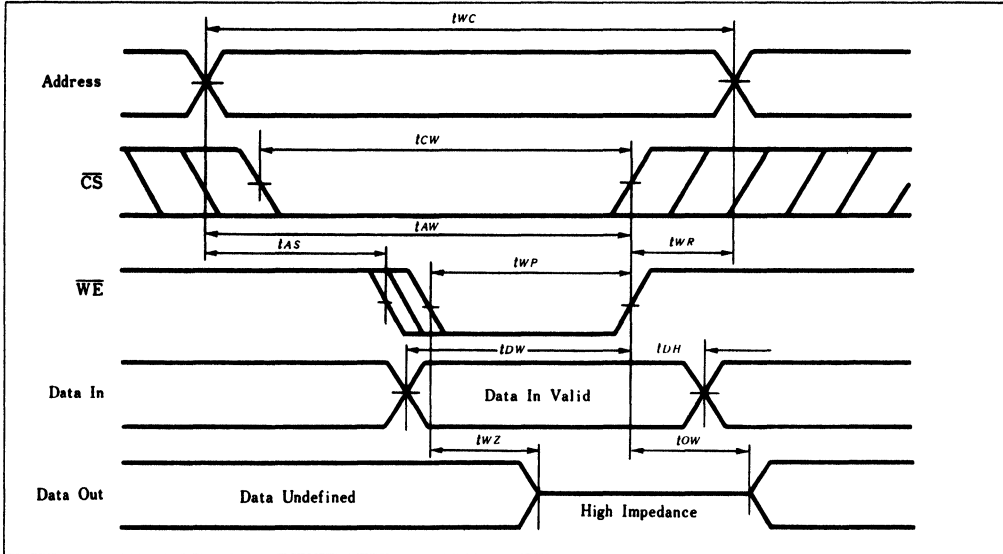 tWC
Address
tCW
CS
tAW
tAS
tWR
tWP
WE
tDW
tDH
Data In
Data In Valid
tWZ
tOW
Data Out
Data Undefined
High Impedance